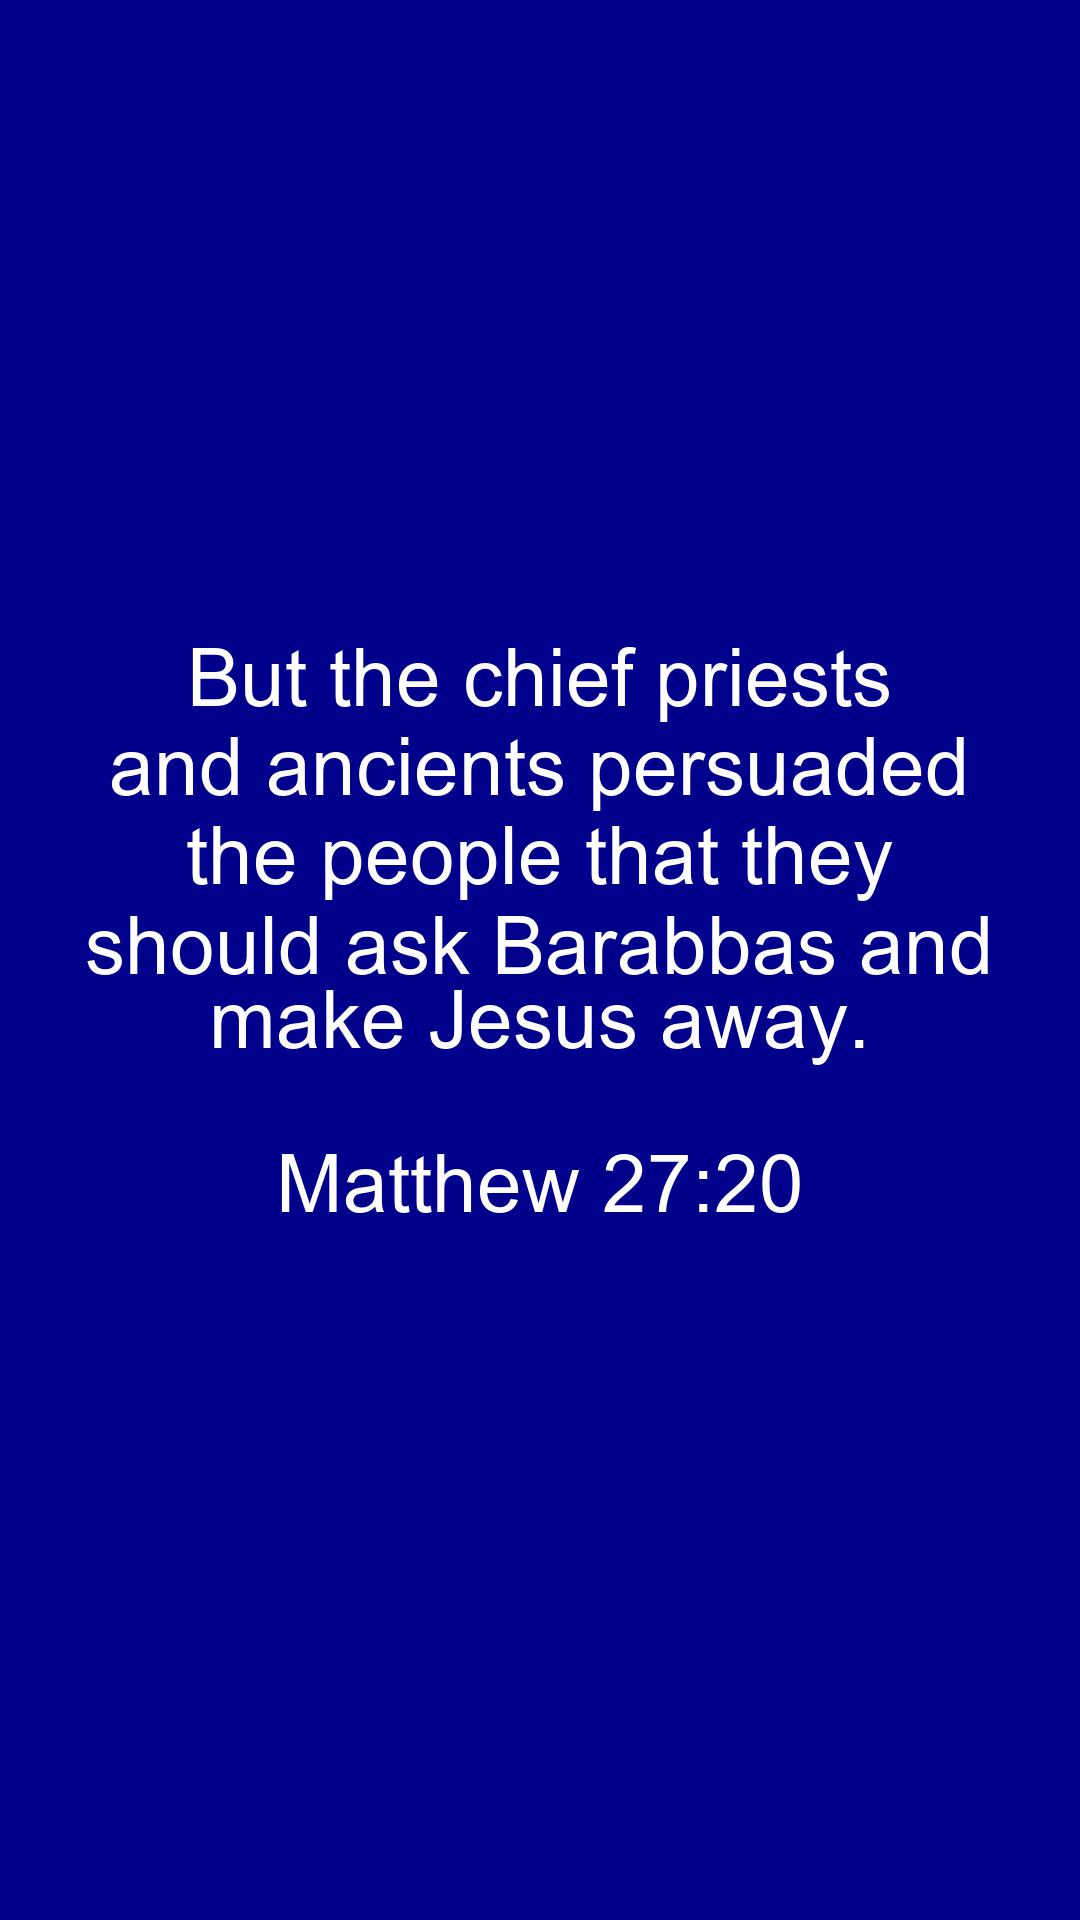 But the chief priests
and ancients persuaded
the people that they
should ask Barabbas and
make Jesus away.
Matthew 27:20